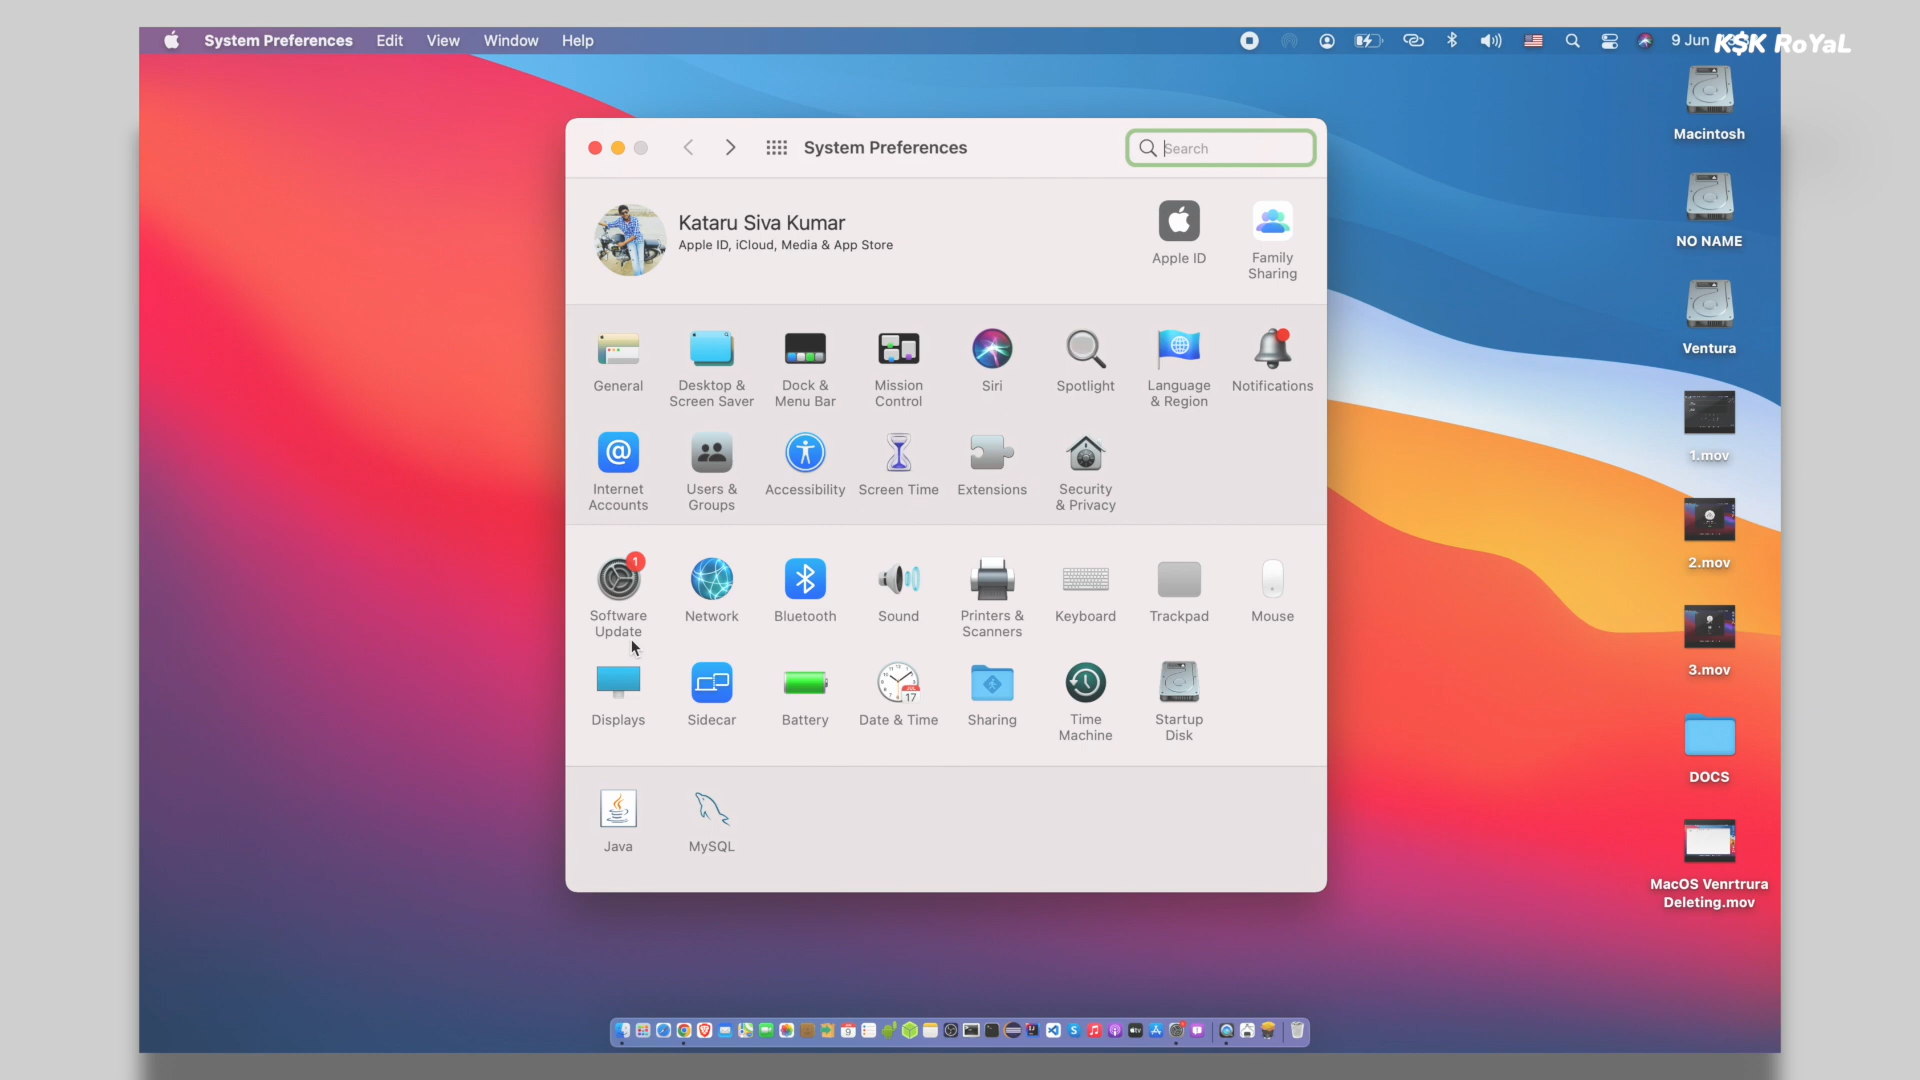 System Preferences Edit View Window Help
9 Jun
K$K RoYaL
System Preferences
Search
Kataru Siva Kumar
Apple ID, iCloud, Media & App Store
Apple ID
Family
Sharing
General
Desktop &
Screen Saver
Dock &
Menu Bar
Mission
Control
Siri
Spotlight
Language
& Region
Notifications
Internet
Accounts
Users &
Groups
Accessibility
Screen Time
Extensions
Security
& Privacy
1
Software
Update
Network
Bluetooth
Sound
Printers &
Scanners
Keyboard
Trackpad
Mouse
Displays
Sidecar
Battery
JUL
17
Date & Time
Sharing
Time
Machine
Startup
Disk
Java
MySQL
Macintosh
NO NAME
Ventura
1.mov
2.mov
3.mov
DOCS
MacOS Venrtrura
Deleting.mov